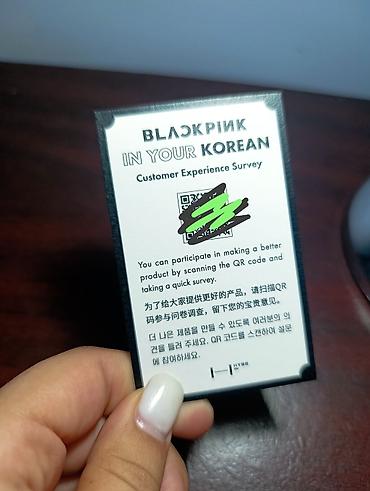 BLACKPINK
IN YOUR KOREAN
Customer Experience Survey
You can participate in making a better
product by scanning the QR code and
taking a quick survey.
为了给大家提供更好的产品，请扫描QR
码参与问卷调查，留下您的宝贵意见。
더 나은 제품을 만들 수 있도록 여러분의 의
견을 들려 주세요. QR 코드를 스캔하여 설문
에 참여하세요.